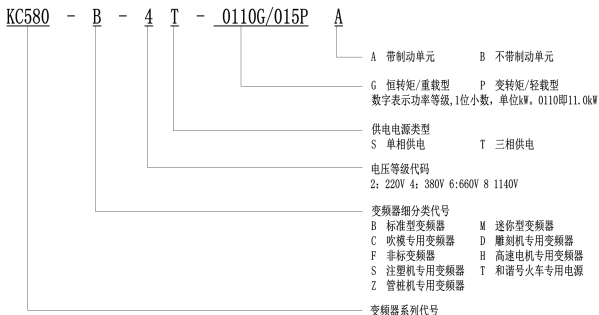 KC580 - B - 4 T - 0110G/015P A
A 带制动单元 B 不带制动单元
G 恒转矩/重载型 P 变转矩/轻载型
数字表示功率等级,1位小数，单位kW。0110即11.0kW
供电电源类型
S 单相供电 T 三相供电
电压等级代码
2：220V 4：380V 6:660V 8 1140V
变频器细分类代号
B 标准型变频器 M 迷你型变频器
C 吹模专用变频器 D 雕刻机专用变频器
F 非标变频器 H 高速电机专用变频器
S 注塑机专用变频器 T 和谐号火车专用电源
Z 管桩机专用变频器
变频器系列代号